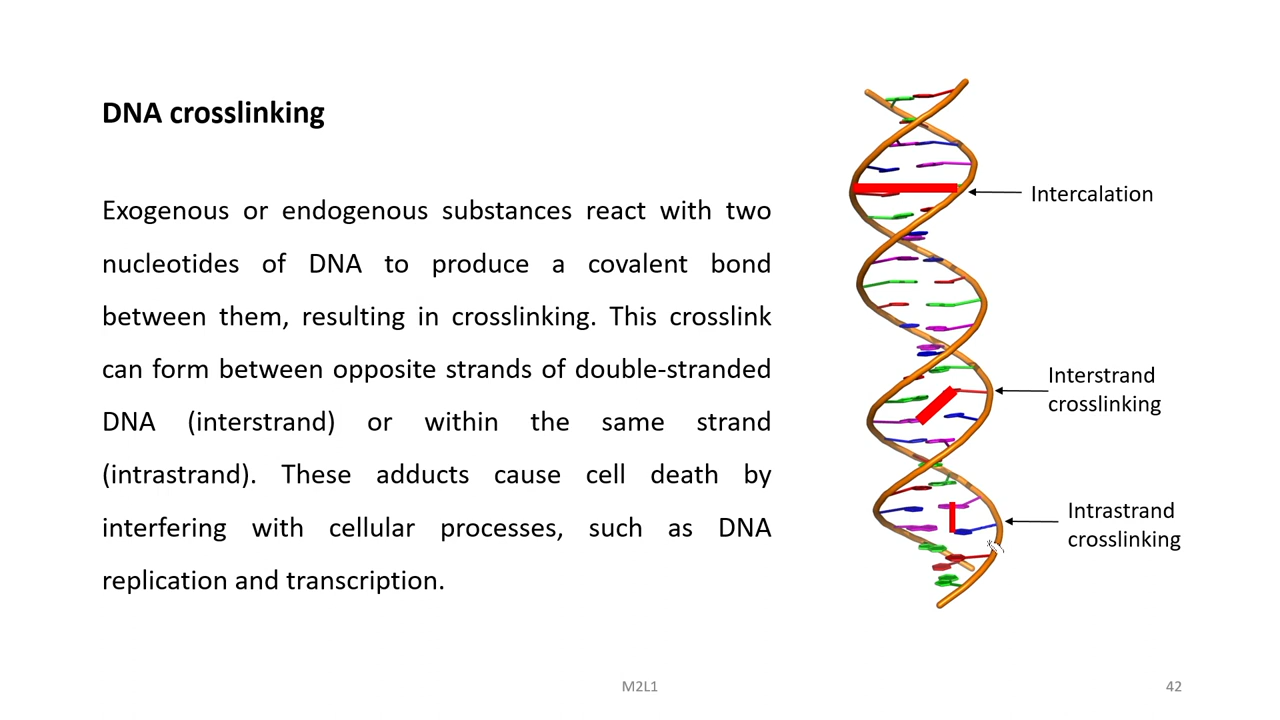 DNA crosslinking
Exogenous or endogenous substances react with two
nucleotides of DNA to produce a covalent bond
between them, resulting in crosslinking. This crosslink
can form between opposite strands of double-stranded
DNA (interstrand) or within the same strand
(intrastrand). These adducts cause cell death by
interfering with cellular processes, such as DNA
replication and transcription.
Intercalation
Interstrand
crosslinking
Intrastrand
crosslinking
M2L1
42